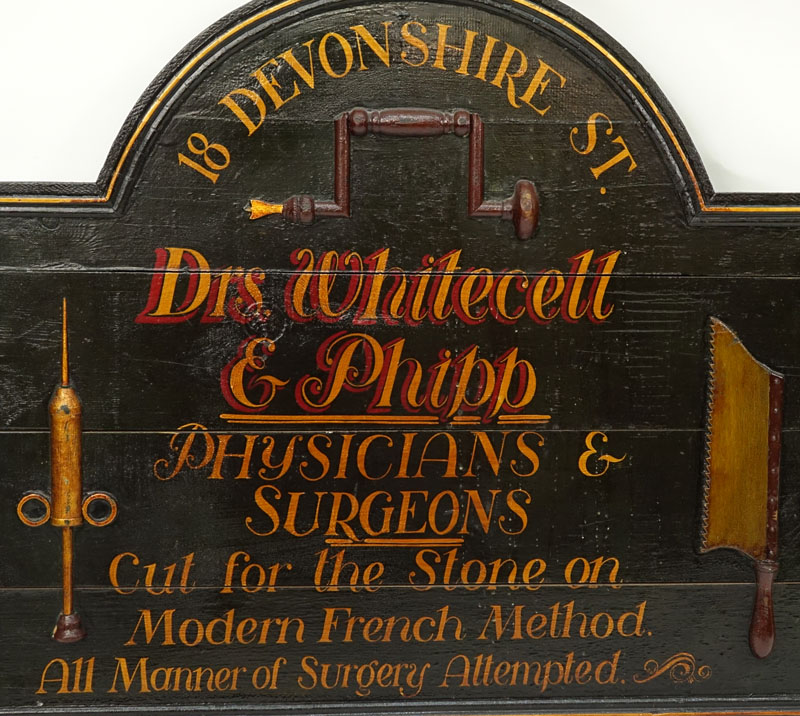 18 DEVONSHIRE ST.
Drs. Whitecell
& Phipp
PHYSICIANS &
SURGEONS
Cut for the Stone on
Modern French Method.
All Manner of Surgery Attempted.